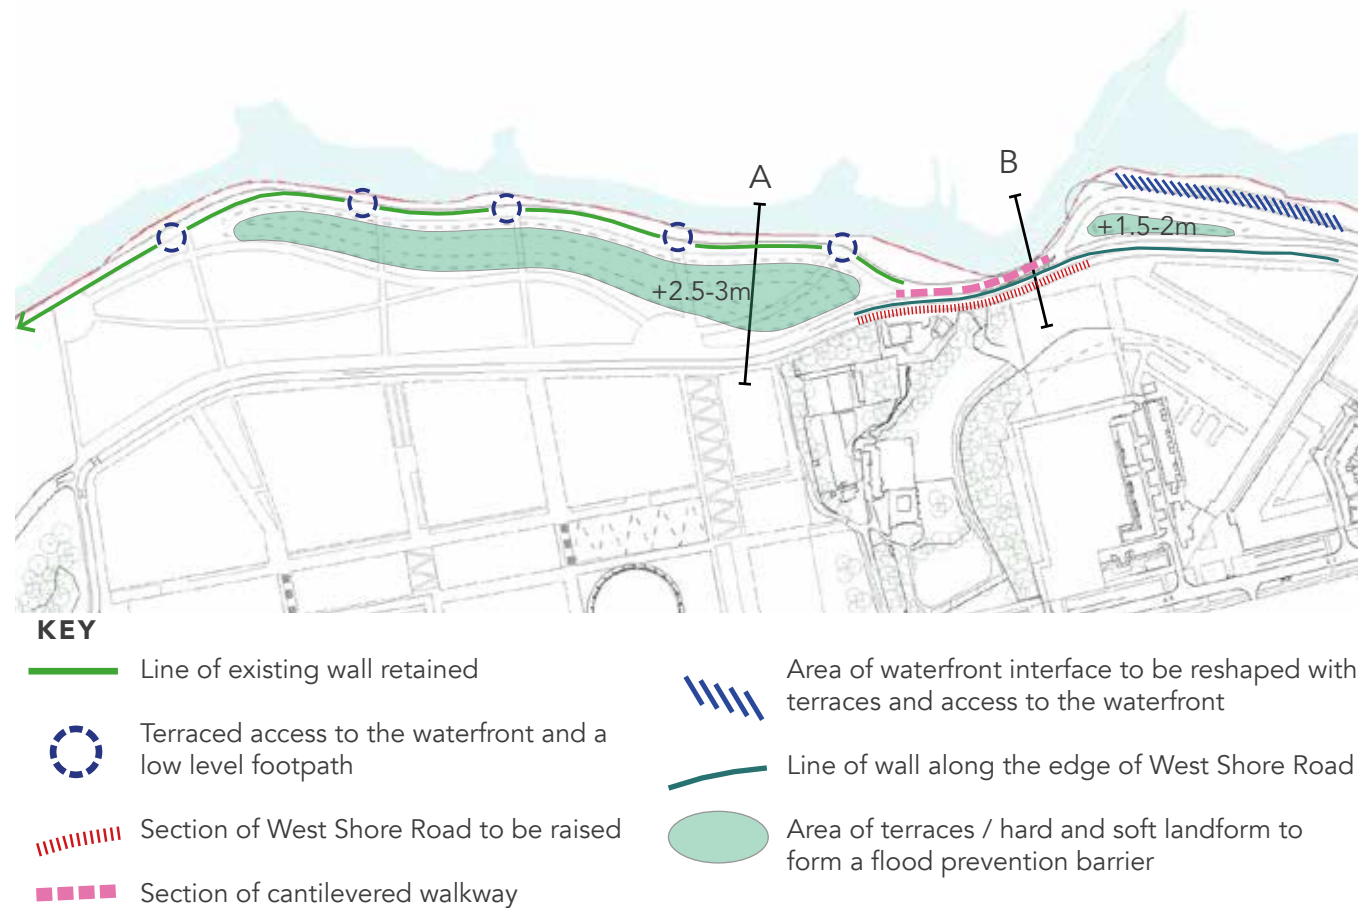 A
B
+1.5-2m
+2.5-3m
KEY
Line of existing wall retained
Terraced access to the waterfront and a
low level footpath
Section of West Shore Road to be raised
Section of cantilevered walkway
Area of waterfront interface to be reshaped with
terraces and access to the waterfront
Line of wall along the edge of West Shore Road
Area of terraces / hard and soft landform to
form a flood prevention barrier